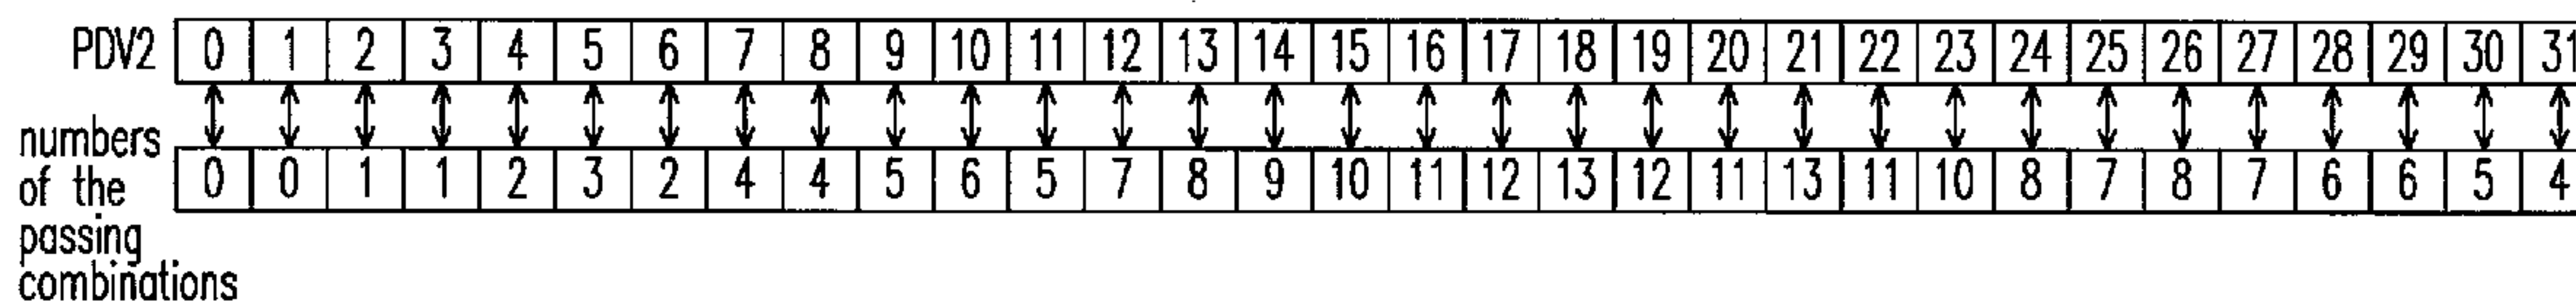 PDV2 0 1 2 3 4 5 6 7 8 9 10 11 12 13 14 15 16 17 18 19 20 21 22 23 24 25 26 27 28 29 30 31
numbers
of the 0 0 1 1 2 3 2 4 4 5 6 5 7 8 9 10 11 12 13 12 11 13 11 10 8 7 8 7 6 6 5 4
passing
combinations